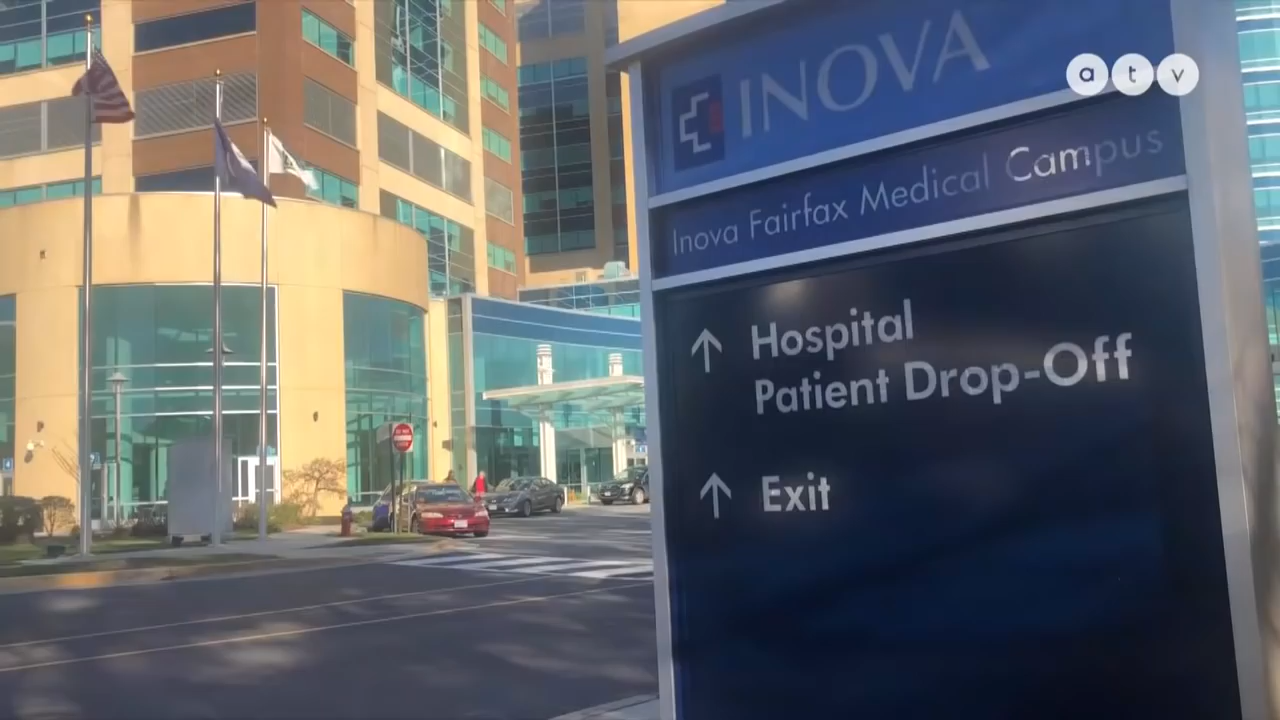 atv
INOVA
Inova Fairfax Medical Campus
↑ Hospital
Patient Drop-Off
↑ Exit